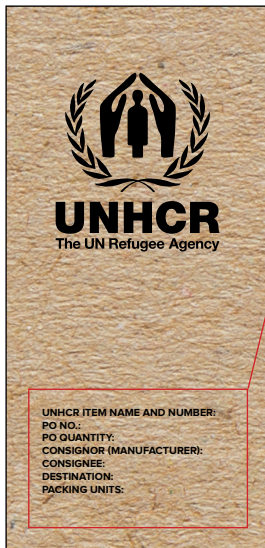 UNHCR
The UN Refugee Agency
UNHCR ITEM NAME AND NUMBER:
PO NO.:
PO QUANTITY:
CONSIGNOR (MANUFACTURER):
CONSIGNEE:
DESTINATION:
PACKING UNITS: